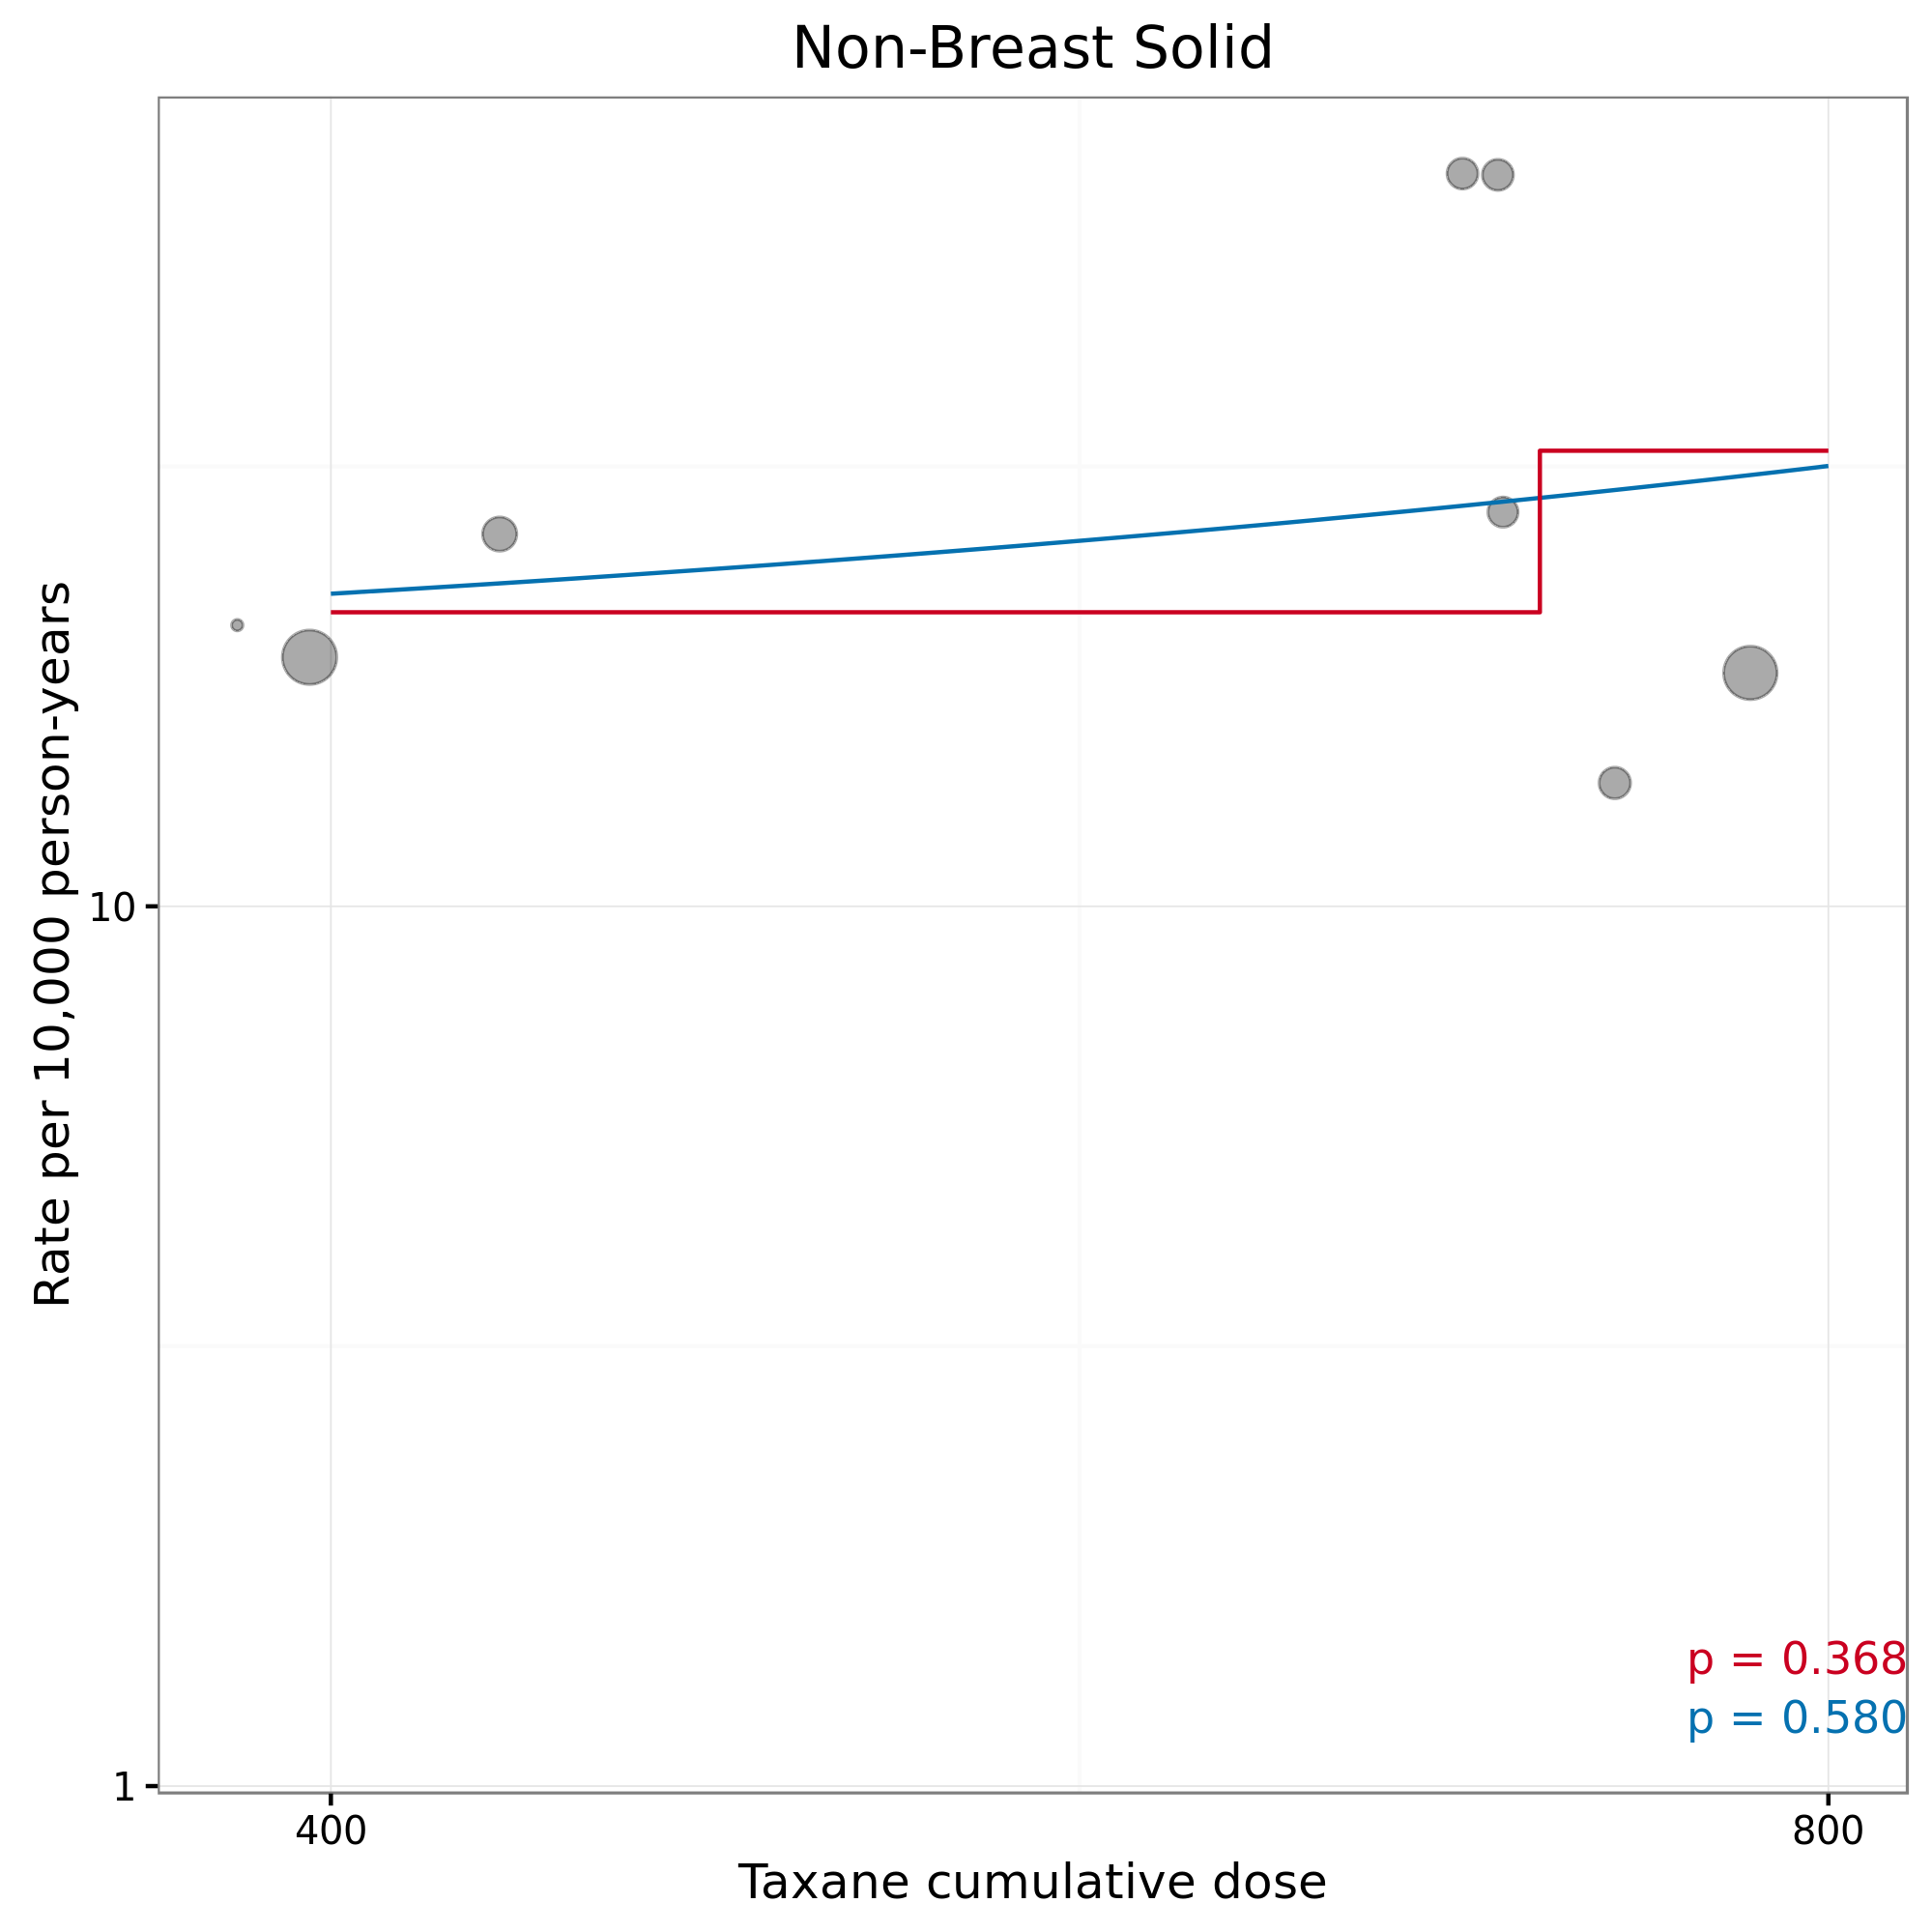 Non-Breast Solid
Rate per 10,000 person-years
10
1
p = 0.368
p = 0.580
400
800
Taxane cumulative dose